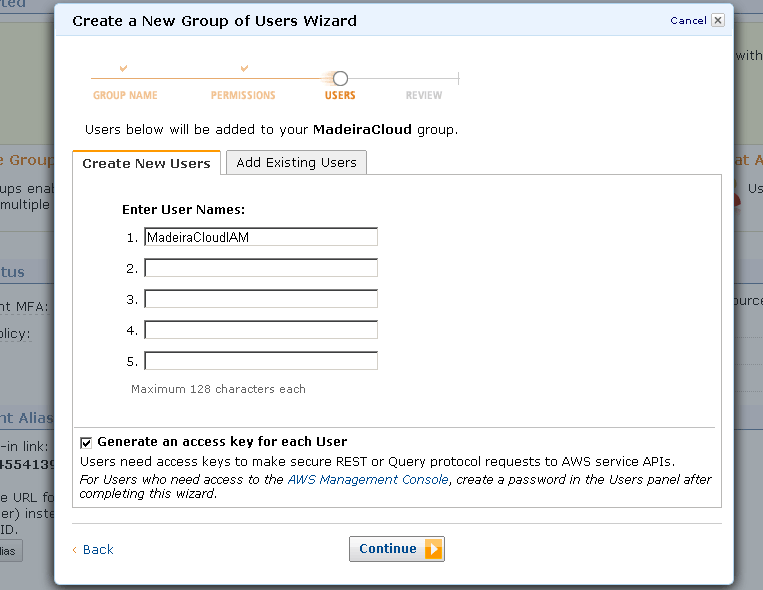 Create a New Group of Users Wizard
Cancel
GROUP NAME PERMISSIONS USERS REVIEW
Users below will be added to your MadeiraCloud group.
Create New Users Add Existing Users
Enter User Names:
1. MadeiraCloudIAM
2.
3.
4.
5.
Maximum 128 characters each
Generate an access key for each User
Users need access keys to make secure REST or Query protocol requests to AWS service APIs.
For Users who need access to the AWS Management Console, create a password in the Users panel after
completing this wizard.
< Back
Continue
with
e Group
ups enab
multiple
tus
nt MFA:
olicy:
nt Alias
-in link:
455413
e URL fo
er) inste
ID.
lias
at A
Us
ource